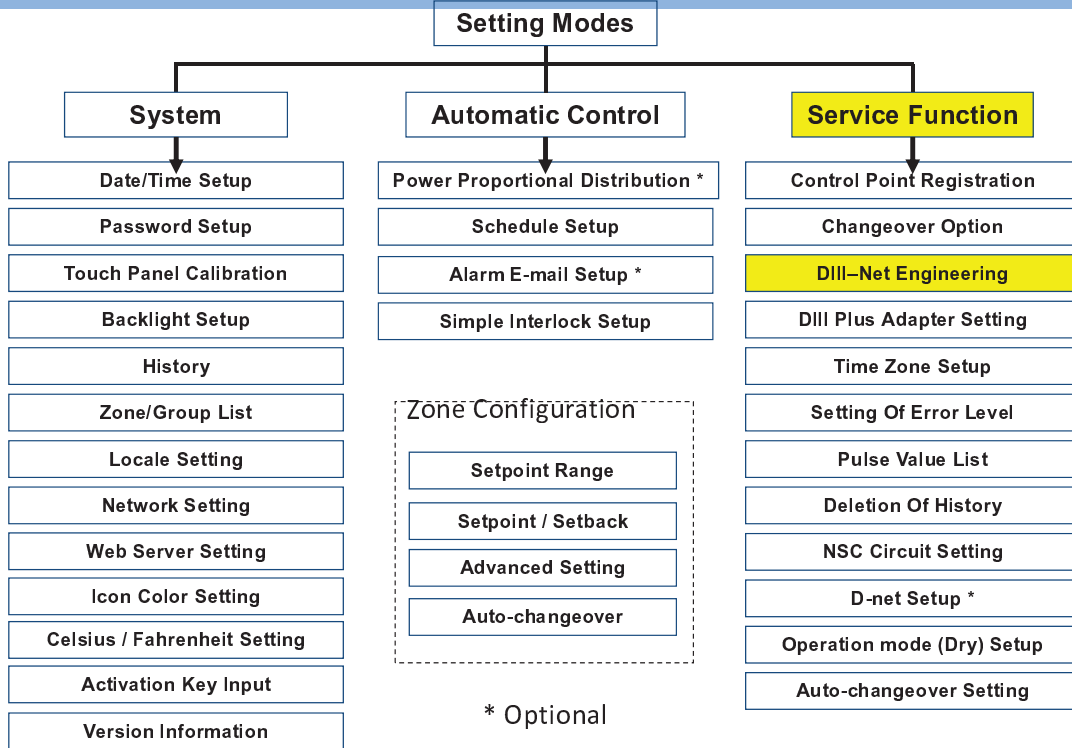 Setting Modes
System
Date/Time Setup
Password Setup
Touch Panel Calibration
Backlight Setup
History
Zone/Group List
Locale Setting
Network Setting
Web Server Setting
Icon Color Setting
Celsius / Fahrenheit Setting
Activation Key Input
Version Information
Automatic Control
Power Proportional Distribution *
Schedule Setup
Alarm E-mail Setup *
Simple Interlock Setup
Zone Configuration
Setpoint Range
Setpoint / Setback
Advanced Setting
Auto-changeover
* Optional
Service Function
Control Point Registration
Changeover Option
DIII–Net Engineering
DIII Plus Adapter Setting
Time Zone Setup
Setting Of Error Level
Pulse Value List
Deletion Of History
NSC Circuit Setting
D-net Setup *
Operation mode (Dry) Setup
Auto-changeover Setting